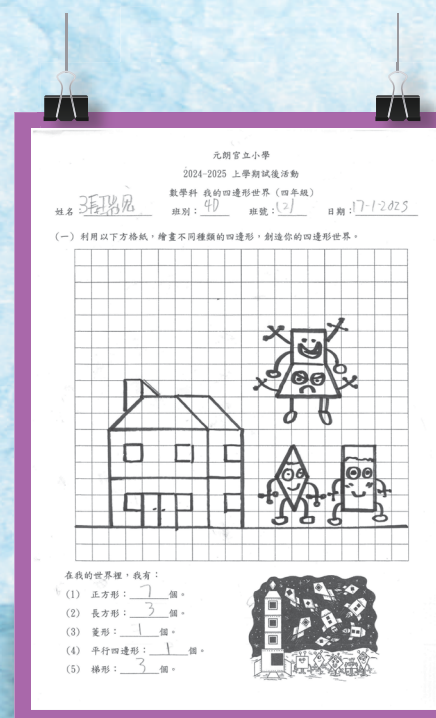 元朗官立小學
2024-2025 上學期試後活動
數學科 我的四邊形世界（四年級）
姓名 張瑞恩 班別：4D 班號：(2) 日期：17-1-2025
(一) 利用以下方格紙，繪畫不同種類的四邊形，創造你的四邊形世界。
在我的世界裡，我有：
(1) 正方形：7個。
(2) 長方形：3個。
(3) 菱形：1個。
(4) 平行四邊形：1個。
(5) 梯形：3個。